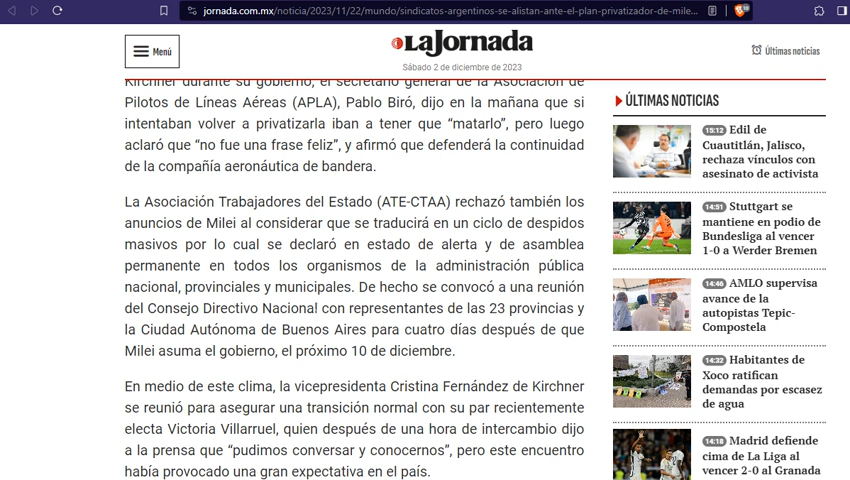 jornada.com.mx/noticia/2023/11/22/mundo/sindicatos-argentinos-se-alistan-ante-el-plan-privatizador-de-mile...
Menú
LaJornada
Sábado 2 de diciembre de 2023
Últimas noticias
Kirchner durante su gobierno, el secretario general de la Asociación de
Pilotos de Líneas Aéreas (APLA), Pablo Biró, dijo en la mañana que si
intentaban volver a privatizarla iban a tener que “matarlo”, pero luego
aclaró que “no fue una frase feliz”, y afirmó que defenderá la continuidad
de la compañía aeronáutica de bandera.
La Asociación Trabajadores del Estado (ATE-CTAA) rechazó también los
anuncios de Milei al considerar que se traducirá en un ciclo de despidos
masivos por lo cual se declaró en estado de alerta y de asamblea
permanente en todos los organismos de la administración pública
nacional, provinciales y municipales. De hecho se convocó a una reunión
del Consejo Directivo Nacional con representantes de las 23 provincias y
la Ciudad Autónoma de Buenos Aires para cuatro días después de que
Milei asuma el gobierno, el próximo 10 de diciembre.
En medio de este clima, la vicepresidenta Cristina Fernández de Kirchner
se reunió para asegurar una transición normal con su par recientemente
electa Victoria Villarruel, quien después de una hora de intercambio dijo
a la prensa que “pudimos conversar y conocernos”, pero este encuentro
había provocado una gran expectativa en el país.
ÚLTIMAS NOTICIAS
15:12 Edil de
Cuautitlán, Jalisco,
rechaza vínculos con
asesinato de activista
14:51 Stuttgart se
mantiene en podio de
Bundesliga al vencer
1-0 a Werder Bremen
14:46 AMLO supervisa
avance de la
autopistas Tepic-
Compostela
14:32 Habitantes de
Xoco ratifican
demandas por escasez
de agua
14:18 Madrid defiende
cima de La Liga al
vencer 2-0 al Granada